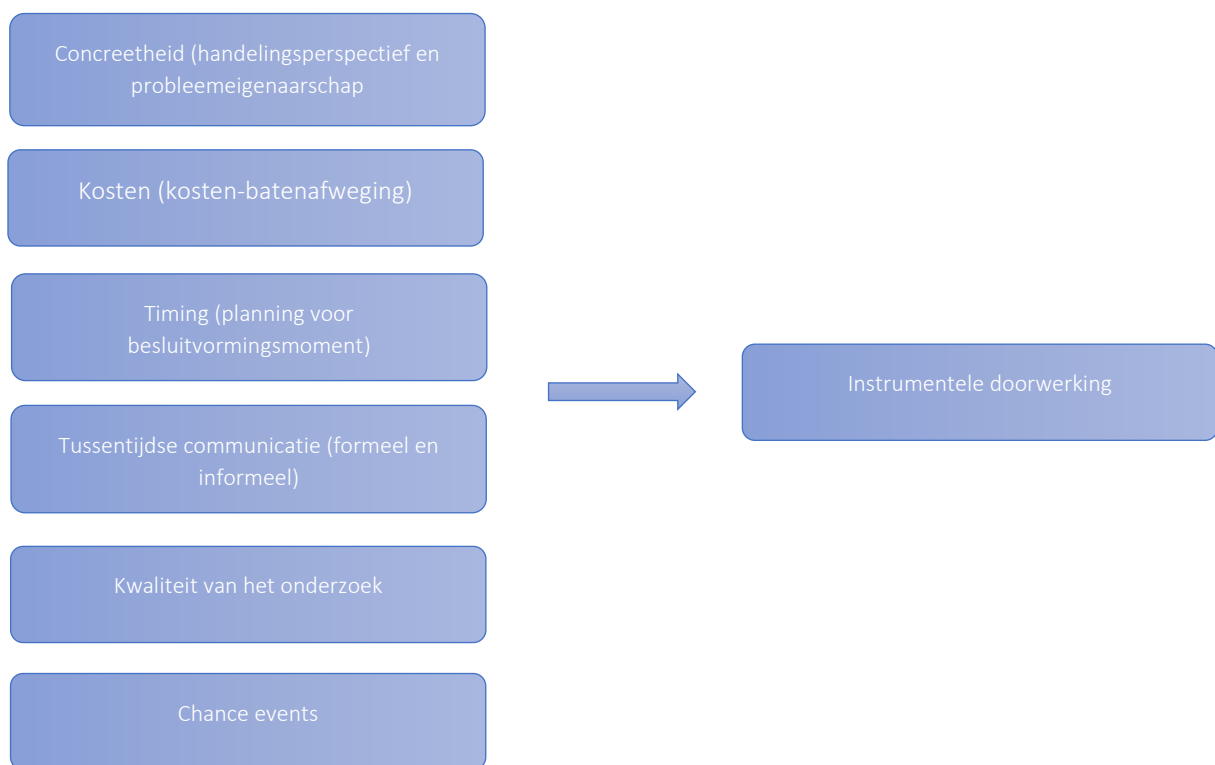 Concreetheid (handelingsperspectief en
probleemeigenaarschap
Kosten (kosten-batenafweging)
Timing (planning voor
besluitvormingsmoment)
Tussentijdse communicatie (formeel en
informeel)
Kwaliteit van het onderzoek
Chance events
Instrumentele doorwerking